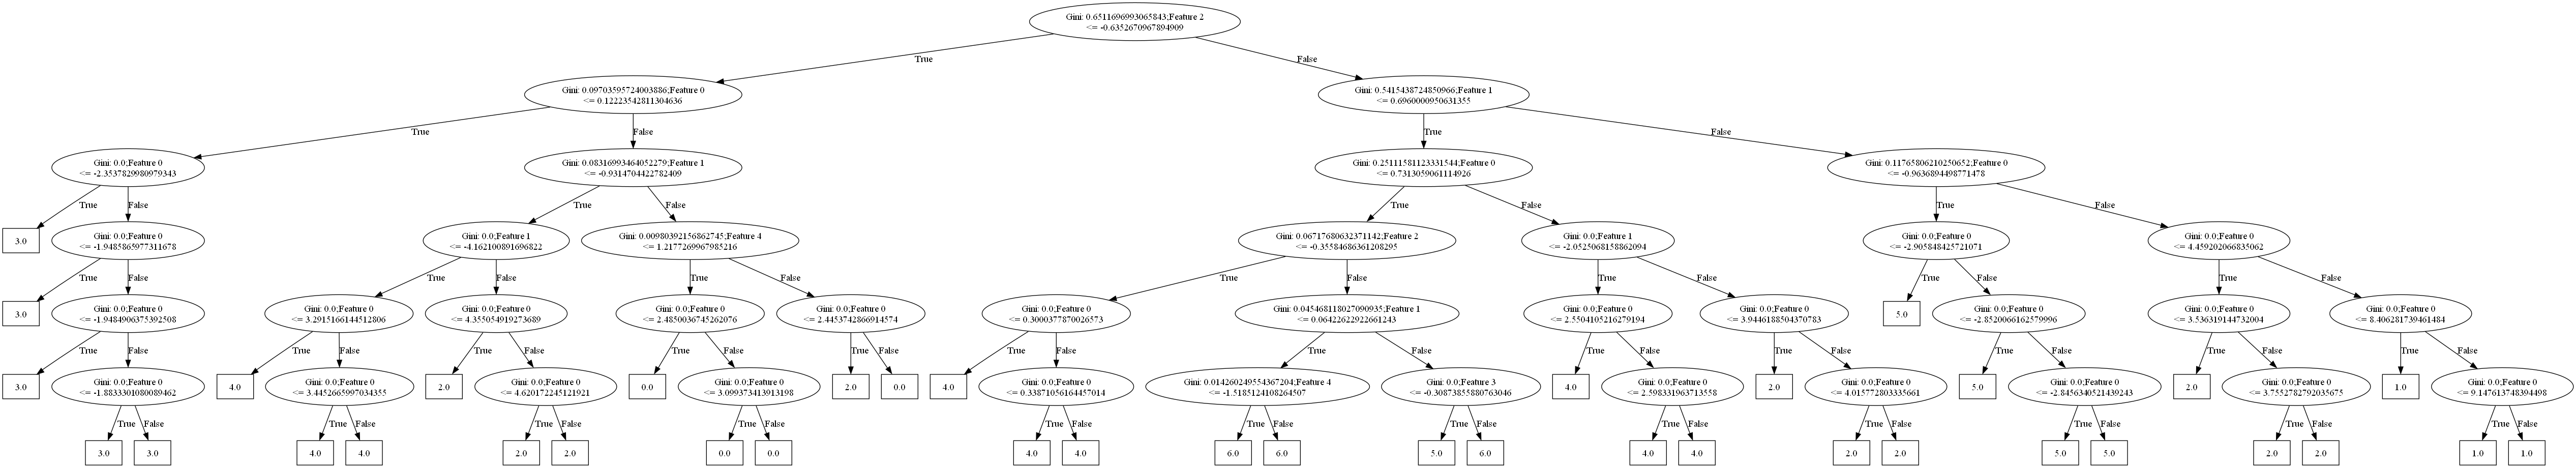 Gini: 0.6511696993065843;Feature 2
<= -0.6352670967894909
True
False
Gini: 0.09703595724003886;Feature 0
<= 0.12223542811304636
Gini: 0.5415438724850966;Feature 1
<= 0.6960000950631355
True
False
True
False
Gini: 0.0;Feature 0
<= -2.3537829980979343
Gini: 0.08316993464052279;Feature 1
<= -0.9314704422782409
Gini: 0.25111581123331544;Feature 0
<= 0.7313059061114926
Gini: 0.11765806210250652;Feature 0
<= -0.9636894498771478
True
False
True
False
True
False
True
False
3.0
Gini: 0.0;Feature 0
<= -1.9485865977311678
Gini: 0.0;Feature 1
<= -4.162100891696822
Gini: 0.00980392156862745;Feature 4
<= 1.2177269967985216
Gini: 0.06717680632371142;Feature 2
<= -0.35584686361208295
Gini: 0.0;Feature 1
<= -2.0525068158862094
Gini: 0.0;Feature 0
<= -2.905848425721071
Gini: 0.0;Feature 0
<= 4.459202066835062
True
False
True
False
True
False
True
False
True
False
True
False
True
False
3.0
Gini: 0.0;Feature 0
<= -1.9484906375392508
Gini: 0.0;Feature 0
<= 3.2915166144512806
Gini: 0.0;Feature 0
<= 4.355054919273689
Gini: 0.0;Feature 0
<= 2.4850036745262076
Gini: 0.0;Feature 0
<= 2.4453742866914574
Gini: 0.0;Feature 0
<= 0.3000377870026573
Gini: 0.045468118027090935;Feature 1
<= 0.06422622922661243
Gini: 0.0;Feature 0
<= 2.5504105216279194
Gini: 0.0;Feature 0
<= 3.9446188504370783
5.0
Gini: 0.0;Feature 0
<= -2.8520066162579996
Gini: 0.0;Feature 0
<= 3.536319144732004
Gini: 0.0;Feature 0
<= 8.406281739461484
True
False
True
False
True
False
True
False
True
False
True
False
True
False
True
False
True
False
True
False
True
False
True
False
3.0
Gini: 0.0;Feature 0
<= -1.8833301080089462
4.0
Gini: 0.0;Feature 0
<= 3.4452665997034355
2.0
Gini: 0.0;Feature 0
<= 4.620172245121921
0.0
Gini: 0.0;Feature 0
<= 3.099373413913198
2.0
0.0
4.0
Gini: 0.0;Feature 0
<= 0.33871056164457014
Gini: 0.014260249554367204;Feature 4
<= -1.5185124108264507
Gini: 0.0;Feature 3
<= -0.30873855880763046
4.0
Gini: 0.0;Feature 0
<= 2.598331963713558
2.0
Gini: 0.0;Feature 0
<= 4.015772803335661
5.0
Gini: 0.0;Feature 0
<= -2.8456340521439243
2.0
Gini: 0.0;Feature 0
<= 3.7552782792035675
1.0
Gini: 0.0;Feature 0
<= 9.147613748394498
True
False
True
False
True
False
True
False
True
False
True
False
True
False
True
False
True
False
True
False
True
False
True
False
3.0
3.0
4.0
4.0
2.0
2.0
0.0
0.0
4.0
4.0
6.0
6.0
5.0
6.0
4.0
4.0
2.0
2.0
5.0
5.0
2.0
2.0
1.0
1.0